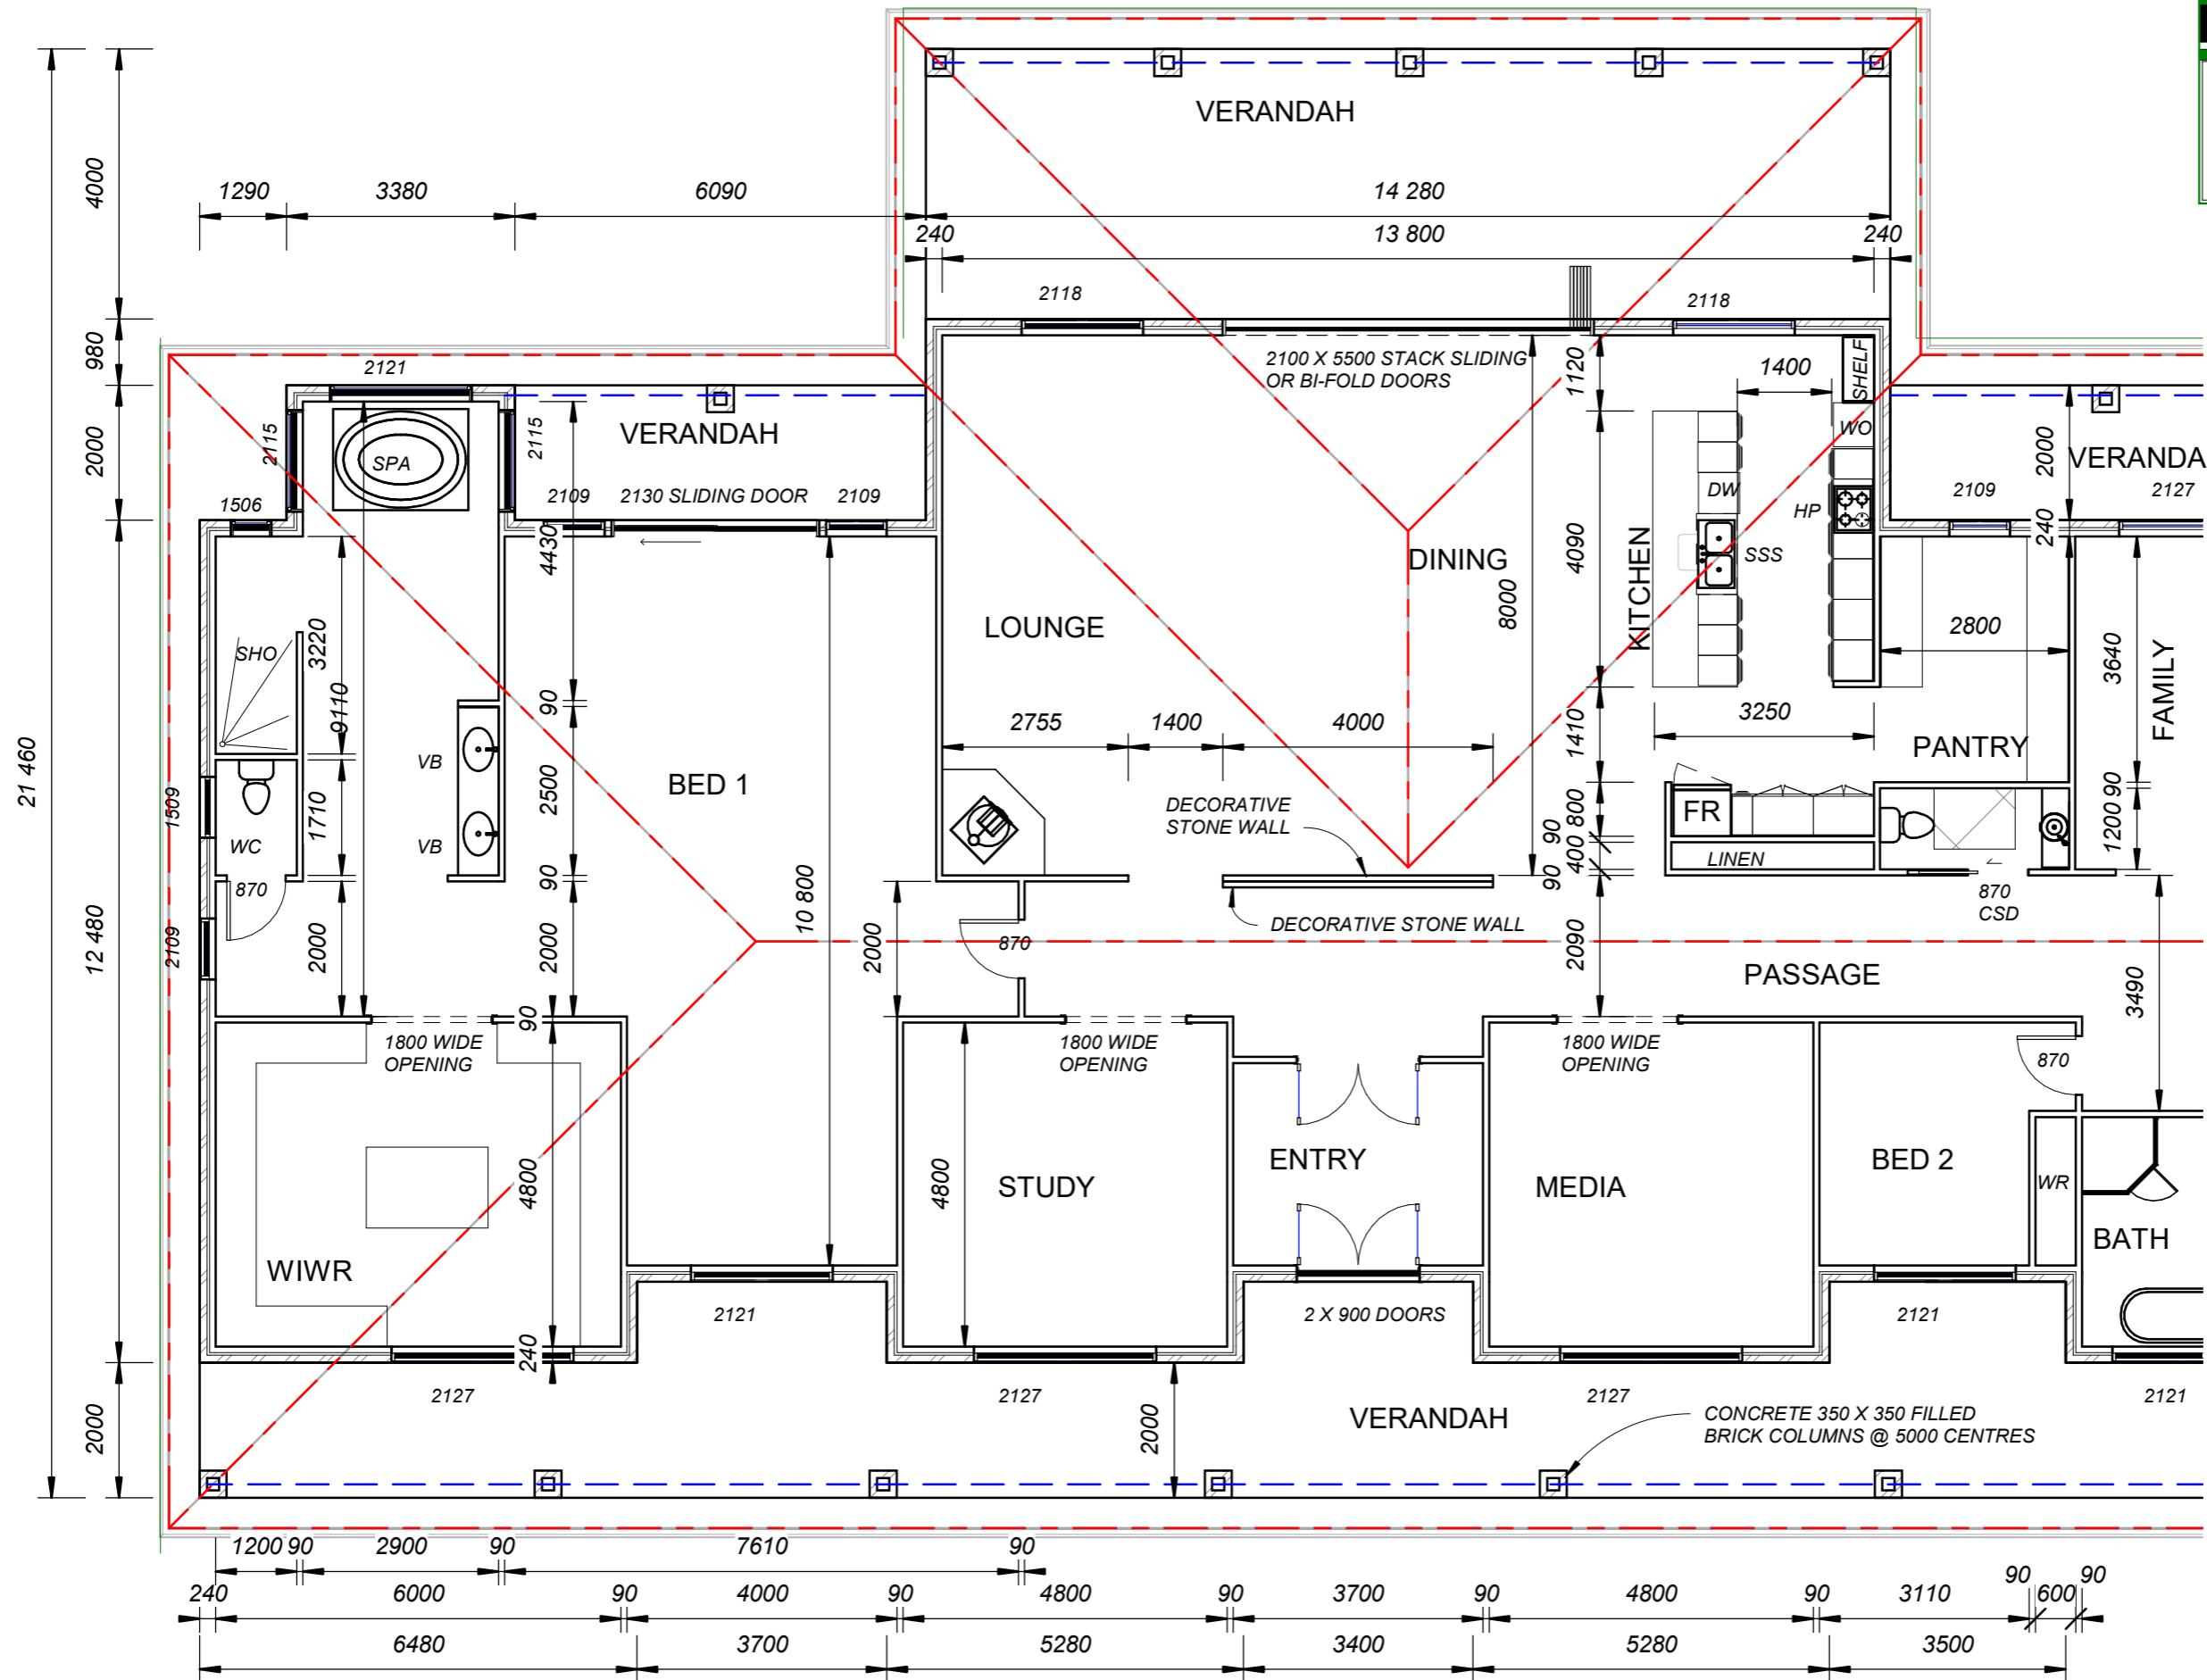 VERANDAH
1290
3380
6090
14 280
240
13 800
240
4000
980
2000
21 460
12 480
2000
2118
2118
2121
2100 X 5500 STACK SLIDING
OR BI-FOLD DOORS
1120
1400
SHELF
2115
SPA
2115
VERANDAH
WO
2000
VERANDA
1506
2109
2130 SLIDING DOOR
2109
DW
HP
2109
2127
240
4430
KITCHEN
4090
SSS
DINING
8000
LOUNGE
2800
3640
FAMILY
SHO
3220
9110
90
2755
1400
4000
1410
3250
PANTRY
VB
BED 1
2500
1509
1710
WC
VB
DECORATIVE
STONE WALL
FR
800
90
400
90
90
1200
LINEN
870
90
DECORATIVE STONE WALL
870
CSD
2109
2000
2000
10 800
2000
870
2090
PASSAGE
3490
90
1800 WIDE
OPENING
1800 WIDE
OPENING
1800 WIDE
OPENING
870
4800
4800
STUDY
ENTRY
MEDIA
BED 2
WR
BATH
WIWR
2121
2 X 900 DOORS
2121
240
2127
2127
2000
VERANDAH
2127
2121
CONCRETE 350 X 350 FILLED
BRICK COLUMNS @ 5000 CENTRES
1200
90
2900
90
7610
90
240
6000
90
4000
90
4800
90
3700
90
4800
90
3110
90
600
90
6480
3700
5280
3400
5280
3500